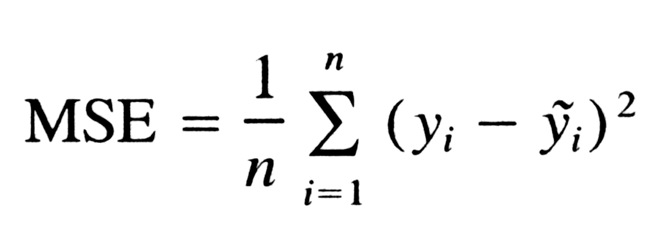 MSE = \frac{1}{n} \sum_{i=1}^{n} (y_i - \tilde{y}_i)^2